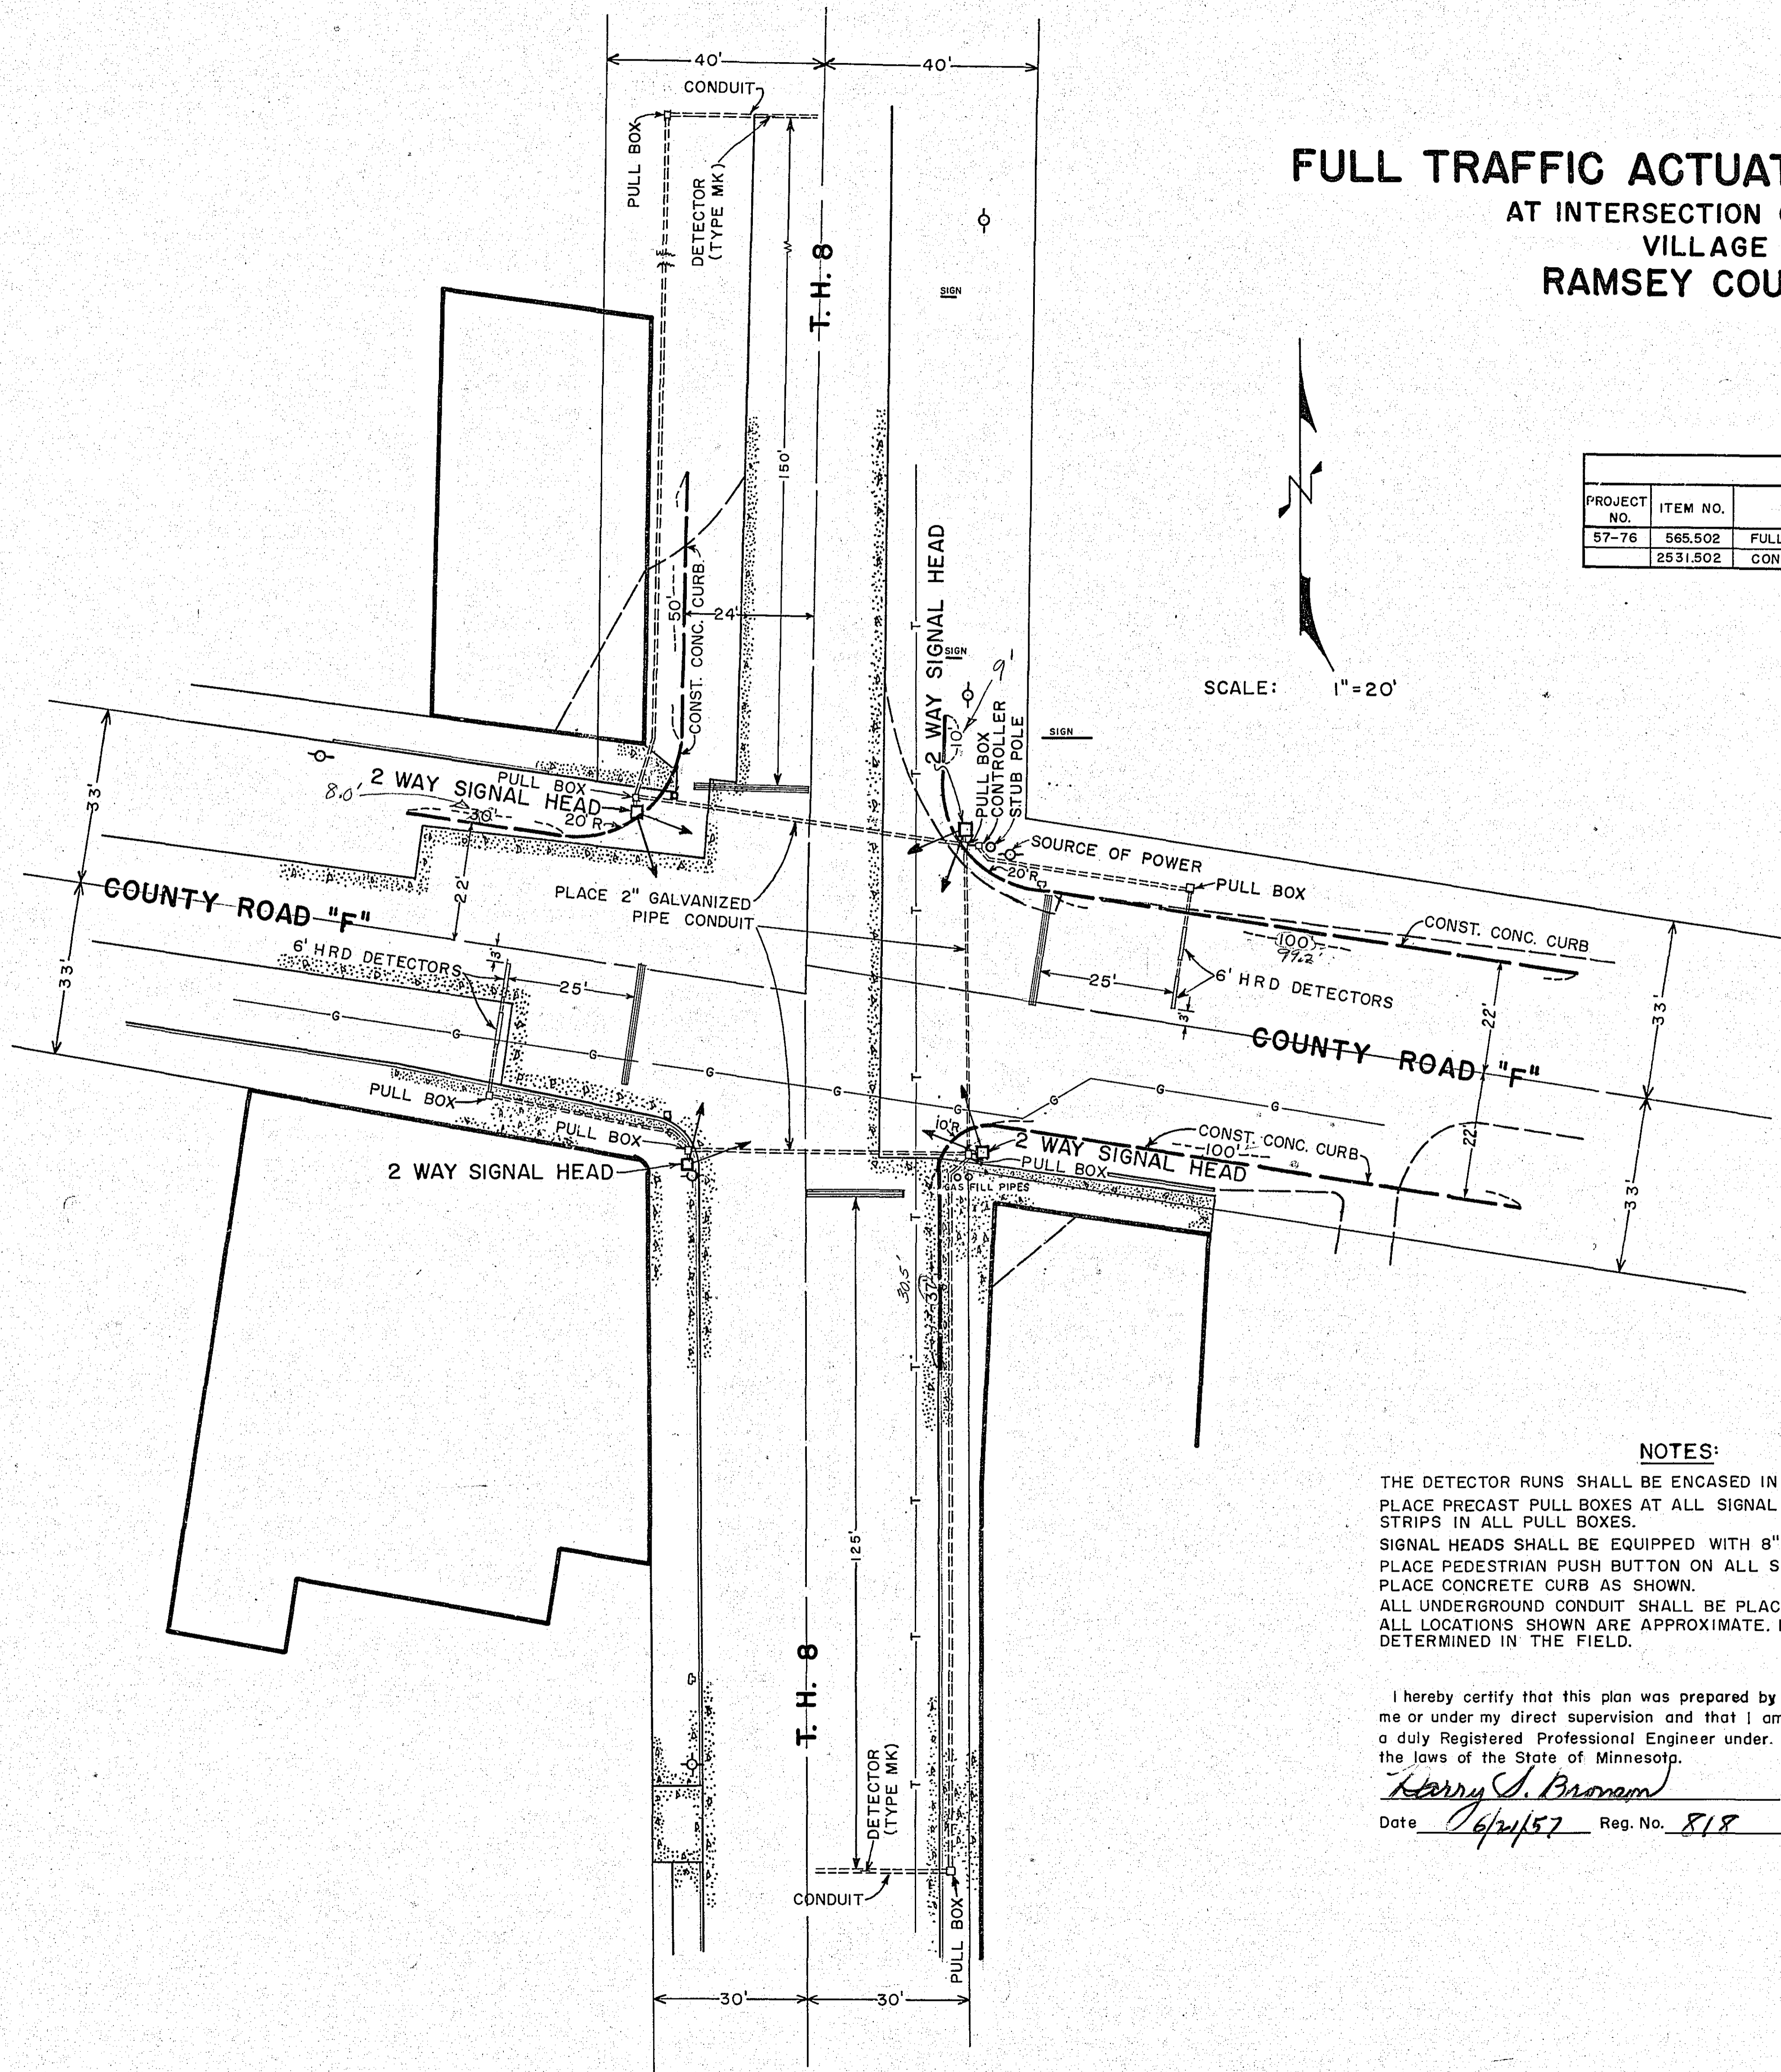 FULL TRAFFIC ACTUAT
AT INTERSECTION
VILLAGE
RAMSEY COU
40'
40'
CONDUIT
PULL BOX
DETECTOR
(TYPE MK)
T. H. 8
SIGN
150'
PROJECT NO.
ITEM NO.
57-76
565.502
FULL
2531.502
CON
50'
CONST. CONC. CURB
24'
2 WAY SIGNAL HEAD
SIGN
9'
10'
PULL BOX
CONTROLLER
STUB POLE
SIGN
SCALE: 1"=20'
33'
2 WAY SIGNAL HEAD
PULL BOX
8.0'
30'
20'R
SOURCE OF POWER
20'R
PULL BOX
22'
PLACE 2" GALVANIZED
PIPE CONDUIT
COUNTY ROAD "F"
CONST. CONC. CURB
100'
99.2'
6' HRD DETECTORS
3'
25'
25'
6' HRD DETECTORS
3'
33'
22'
33'
G
G
G
G
G
G
G
COUNTY ROAD "F"
PULL BOX
PULL BOX
2 WAY SIGNAL HEAD
10'R
2 WAY SIGNAL HEAD
PULL BOX
GAS FILL PIPES
CONST. CONC. CURB
100'
22'
33'
30.5'
37'
T
T
T
T
T
T
T
T
T
125'
T. H. 8
DETECTOR
(TYPE MK)
CONDUIT
PULL BOX
30'
30'
NOTES:
THE DETECTOR RUNS SHALL BE ENCASED IN
PLACE PRECAST PULL BOXES AT ALL SIGNAL
STRIPS IN ALL PULL BOXES.
SIGNAL HEADS SHALL BE EQUIPPED WITH 8"
PLACE PEDESTRIAN PUSH BUTTON ON ALL S
PLACE CONCRETE CURB AS SHOWN.
ALL UNDERGROUND CONDUIT SHALL BE PLAC
ALL LOCATIONS SHOWN ARE APPROXIMATE.
DETERMINED IN THE FIELD.
I hereby certify that this plan was prepared by
me or under my direct supervision and that I am
a duly Registered Professional Engineer under.
the laws of the State of Minnesota.
Harry S.
Date 6/21/57 Reg. No. 818